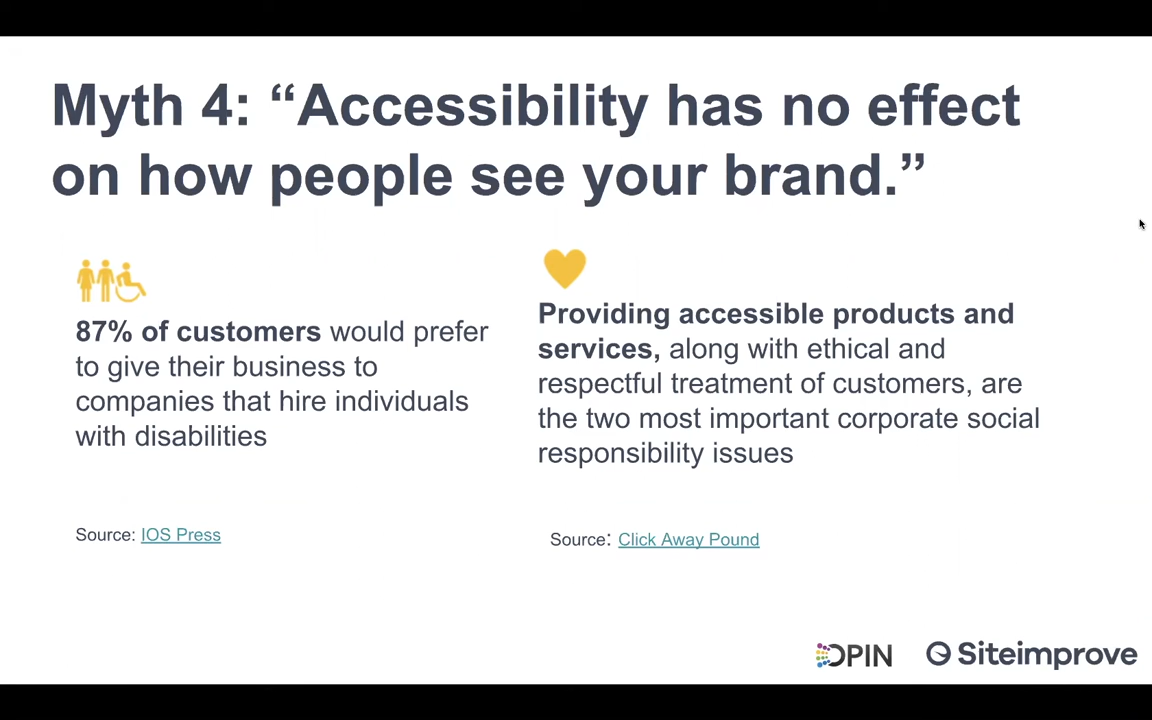 Myth 4: “Accessibility has no effect
on how people see your brand.”
87% of customers would prefer
to give their business to
companies that hire individuals
with disabilities
Source: IOS Press
Providing accessible products and
services, along with ethical and
respectful treatment of customers, are
the two most important corporate social
responsibility issues
Source: Click Away Pound
OPIN
Siteimprove